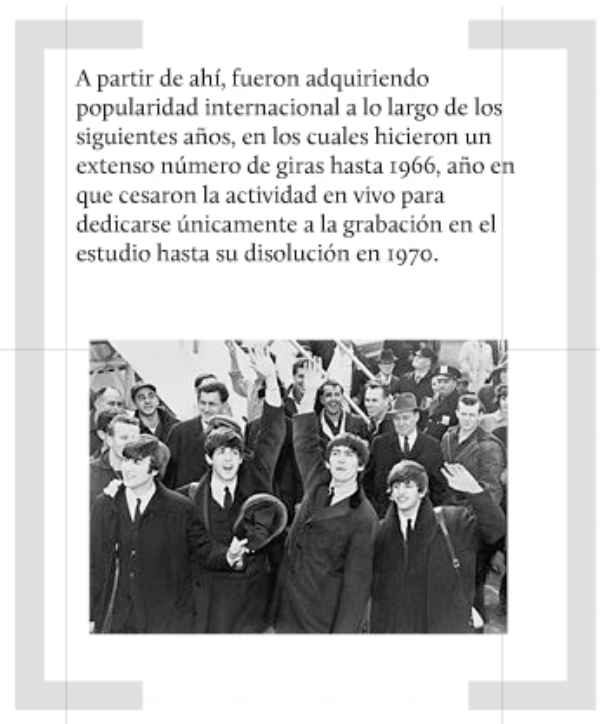 A partir de ahí, fueron adquiriendo
popularidad internacional a lo largo de los
siguientes años, en los cuales hicieron un
extenso número de giras hasta 1966, año en
que cesaron la actividad en vivo para
dedicarse únicamente a la grabación en el
estudio hasta su disolución en 1970.